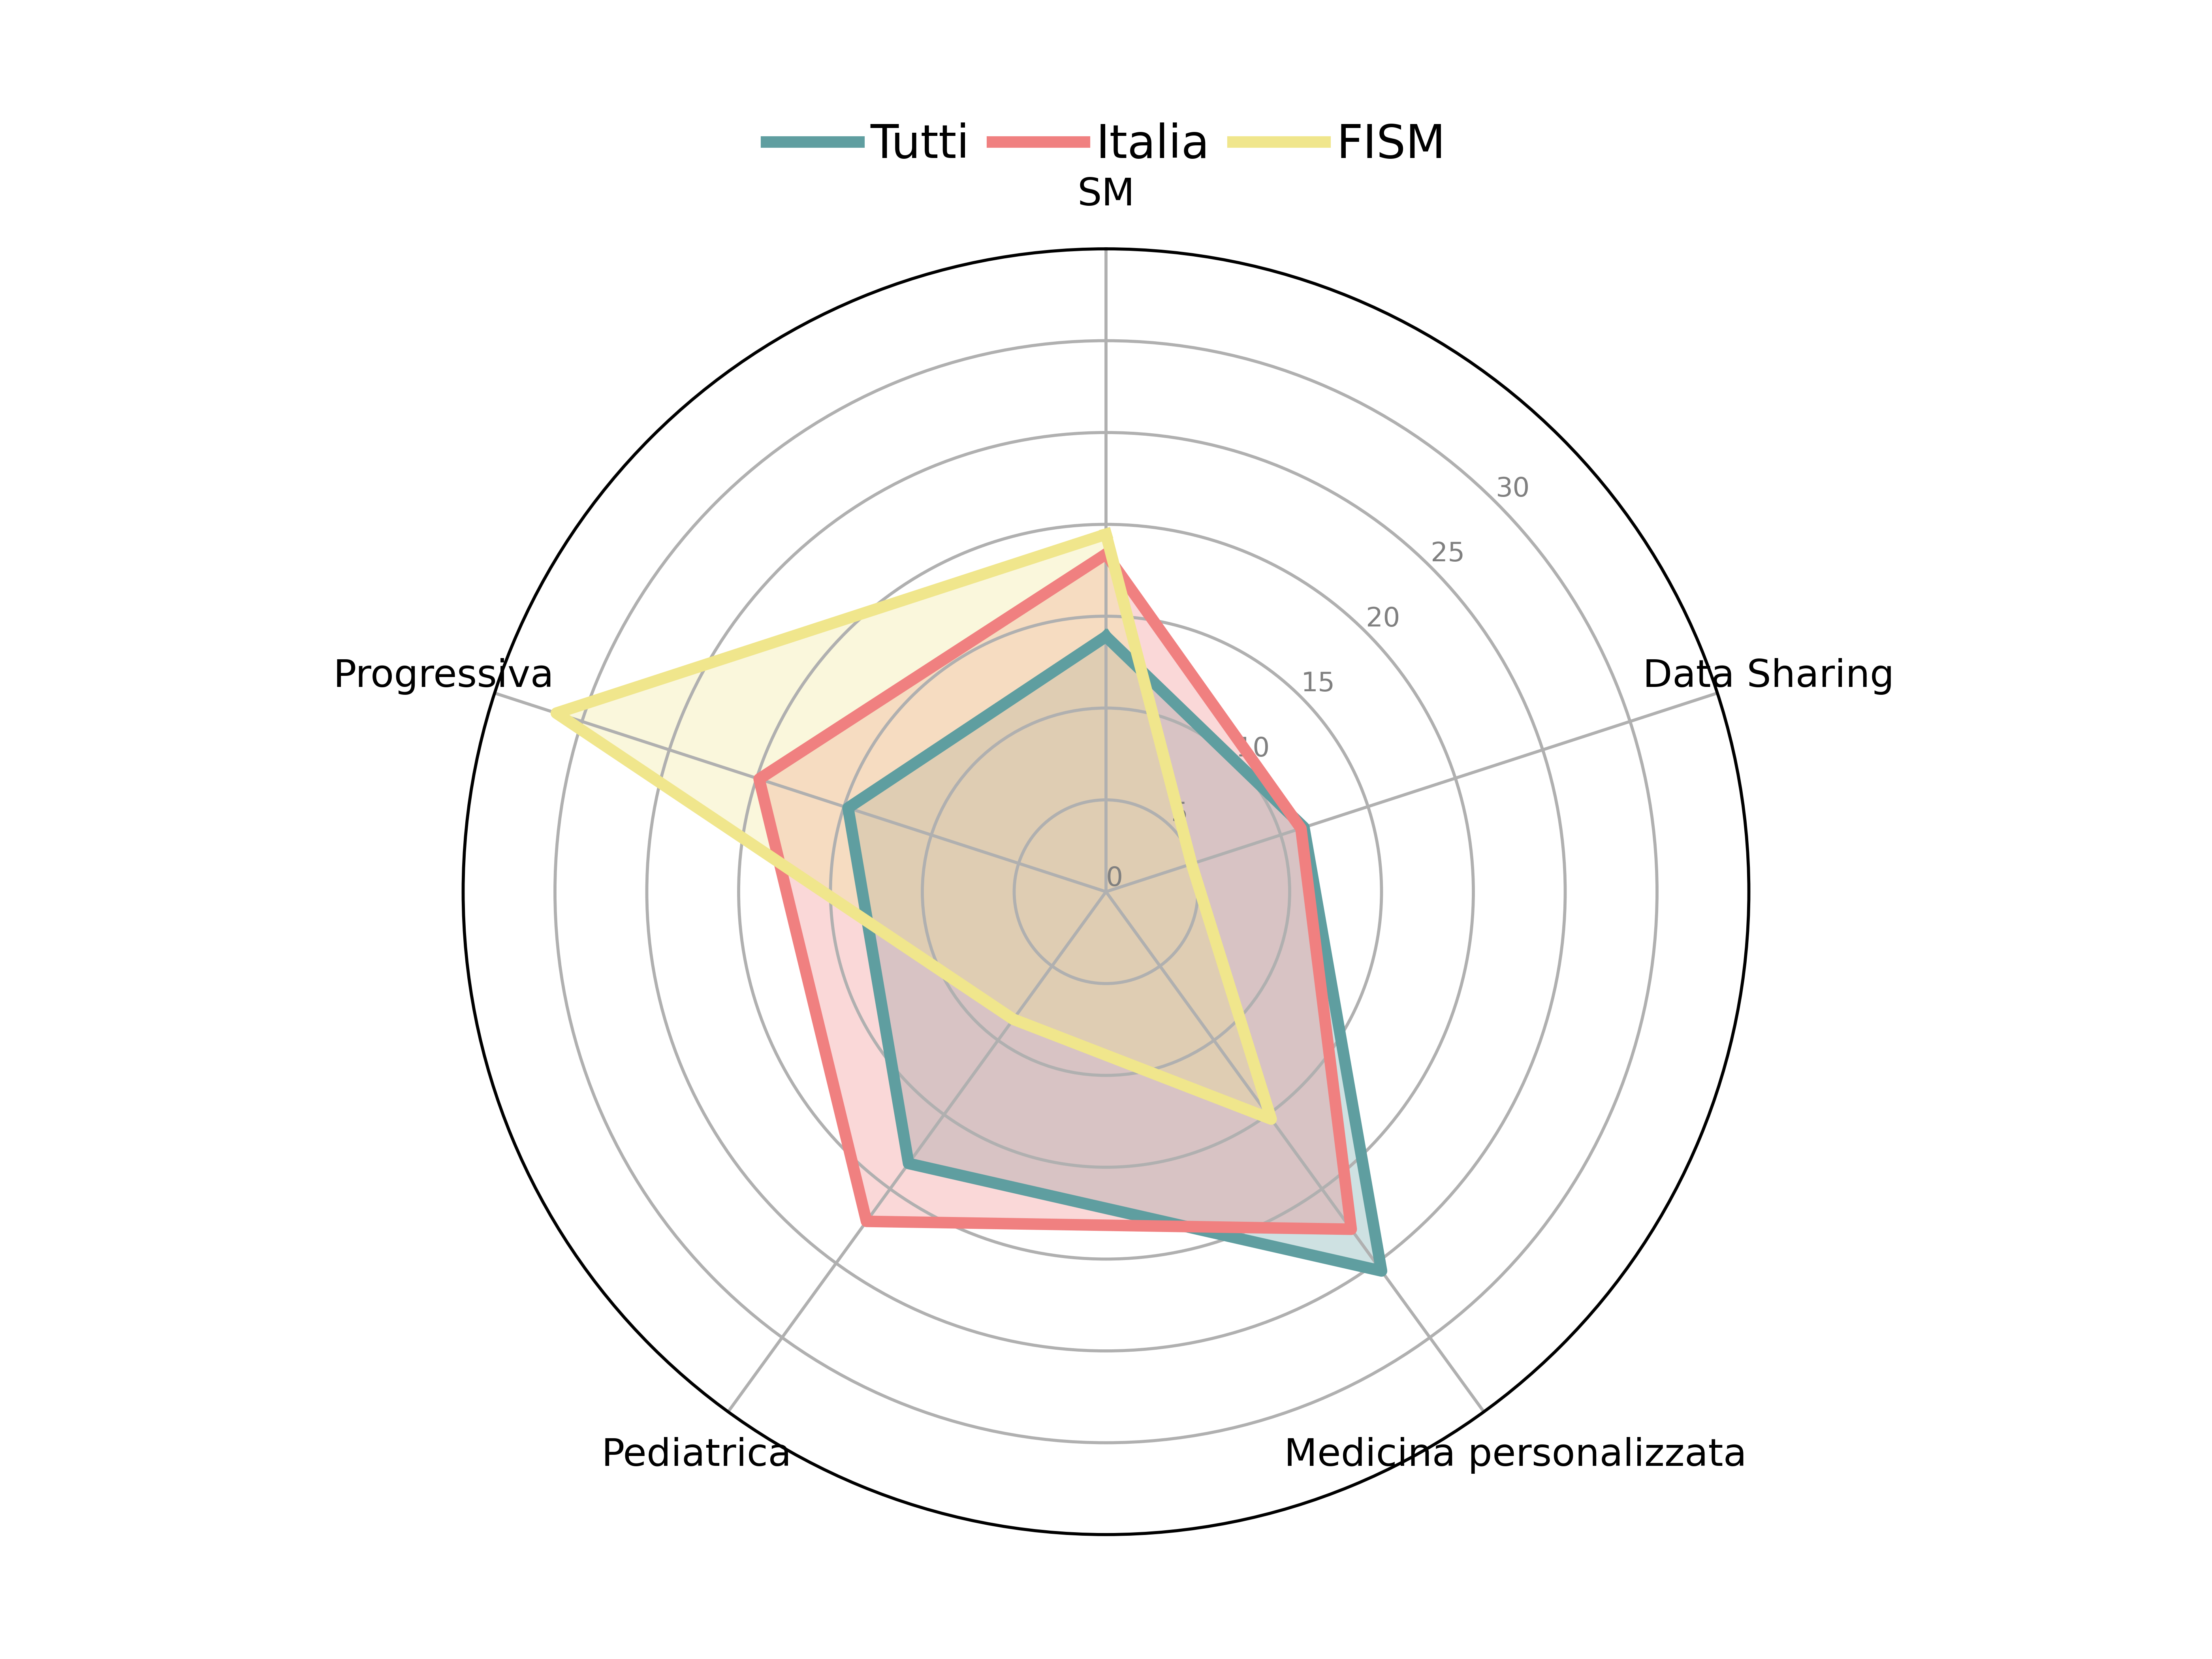 Tutti Italia FISM
SM
30
25
20
15
10
5
0
Progressiva
Data Sharing
Pediatrica
Medicina personalizzata